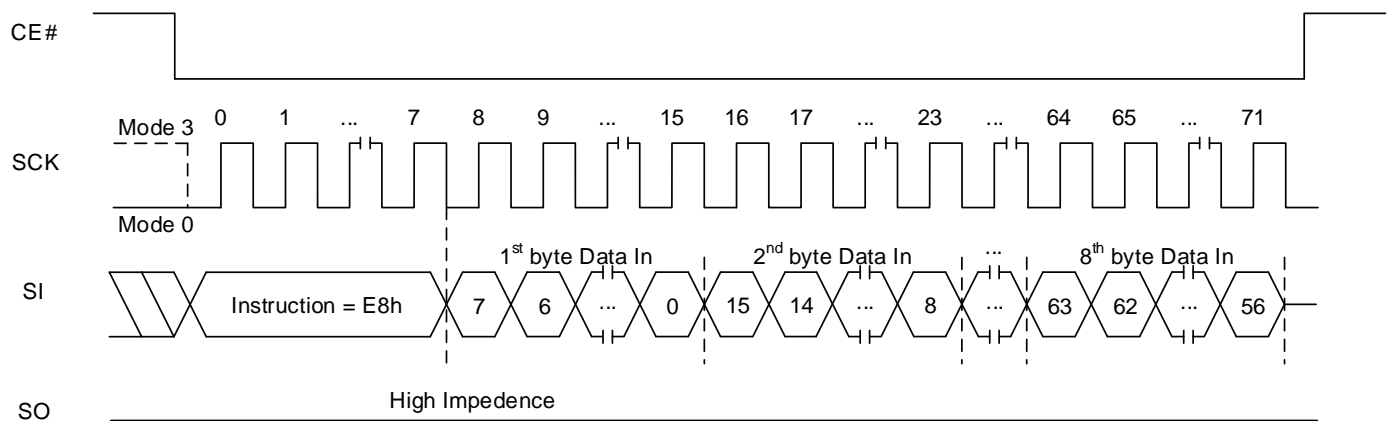 CE#
0 1 ... 7 8 9 ... 15 16 17 ... 23 ... 64 65 ... 71
Mode 3
SCK
Mode 0
1st byte Data In 2nd byte Data In ... 8th byte Data In
SI Instruction = E8h 7 6 ... 0 15 14 ... 8 ... 63 62 ... 56
High Impedence
SO